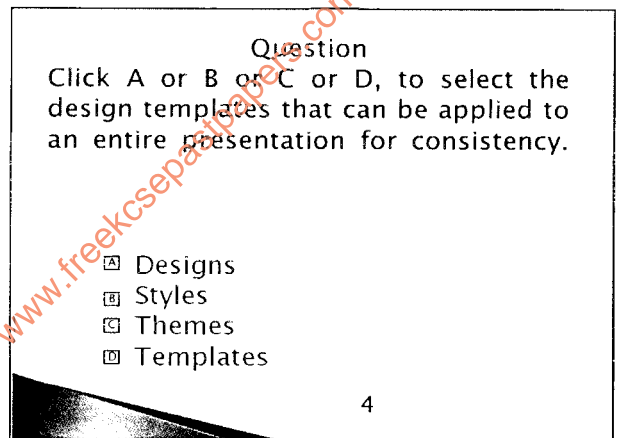 Question
Click A or B or C or D, to select the
design templates that can be applied to
an entire presentation for consistency.
A Designs
B Styles
C Themes
D Templates
4
www.freekcsepastpapers.com